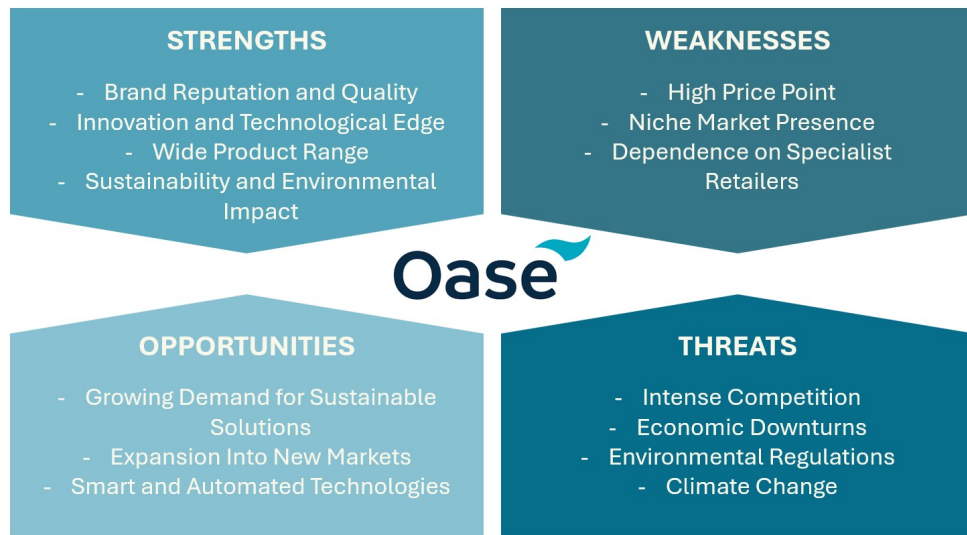 STRENGTHS
- Brand Reputation and Quality
- Innovation and Technological Edge
- Wide Product Range
- Sustainability and Environmental
Impact
WEAKNESSES
- High Price Point
- Niche Market Presence
- Dependence on Specialist
Retailers
Oase
OPPORTUNITIES
- Growing Demand for Sustainable
Solutions
- Expansion Into New Markets
- Smart and Automated Technologies
THREATS
- Intense Competition
- Economic Downturns
- Environmental Regulations
- Climate Change